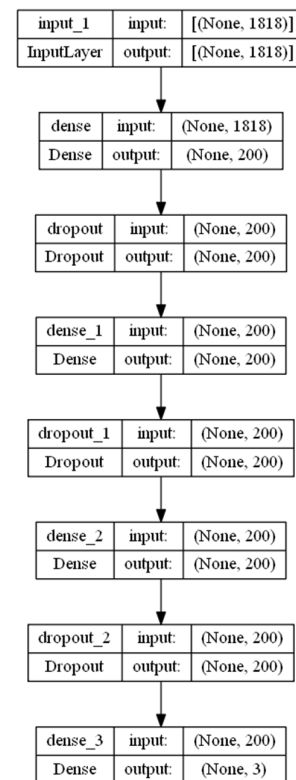 input_1 input: [(None, 1818)]
InputLayer output: [(None, 1818)]
dense input: (None, 1818)
Dense output: (None, 200)
dropout input: (None, 200)
Dropout output: (None, 200)
dense_1 input: (None, 200)
Dense output: (None, 200)
dropout_1 input: (None, 200)
Dropout output: (None, 200)
dense_2 input: (None, 200)
Dense output: (None, 200)
dropout_2 input: (None, 200)
Dropout output: (None, 200)
dense_3 input: (None, 200)
Dense output: (None, 3)